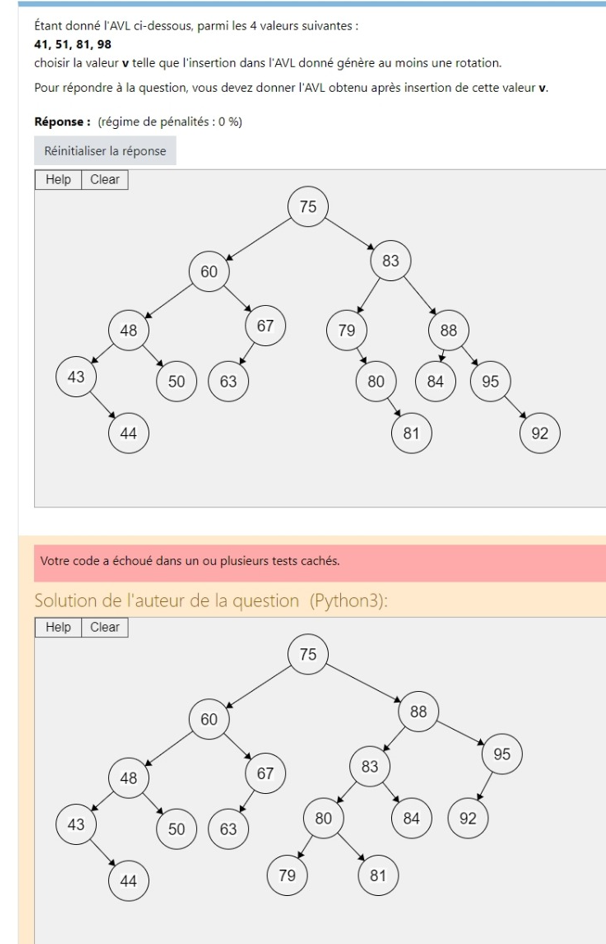 Étant donné l'AVL ci-dessous, parmi les 4 valeurs suivantes :
41, 51, 81, 98
choisir la valeur v telle que l'insertion dans l'AVL donné génère au moins une rotation.
Pour répondre à la question, vous devez donner l'AVL obtenu après insertion de cette valeur v.
Réponse : (régime de pénalités : 0 %)
Réinitialiser la réponse
Help Clear
75
83
60
67
48 79 88
43 50 63 80 84 95
44 81 92
Votre code a échoué dans un ou plusieurs tests cachés.
Solution de l'auteur de la question (Python3):
Help Clear
75
60 88
95
83
48 67
43 50 63 80 84 92
44 79 81